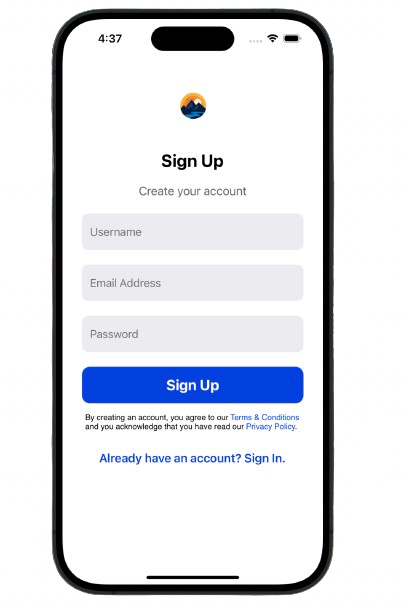 4:37
Sign Up
Create your account
Username
Email Address
Password
Sign Up
By creating an account, you agree to our Terms & Conditions
and you acknowledge that you have read our Privacy Policy.
Already have an account? Sign In.